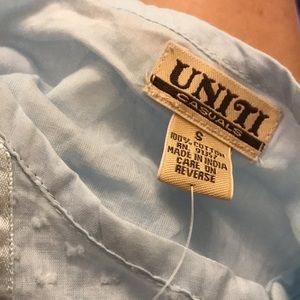 UNITI
CASUALS
S
100% COTTON
MADE IN INDIA
CARE ON
REVERSE